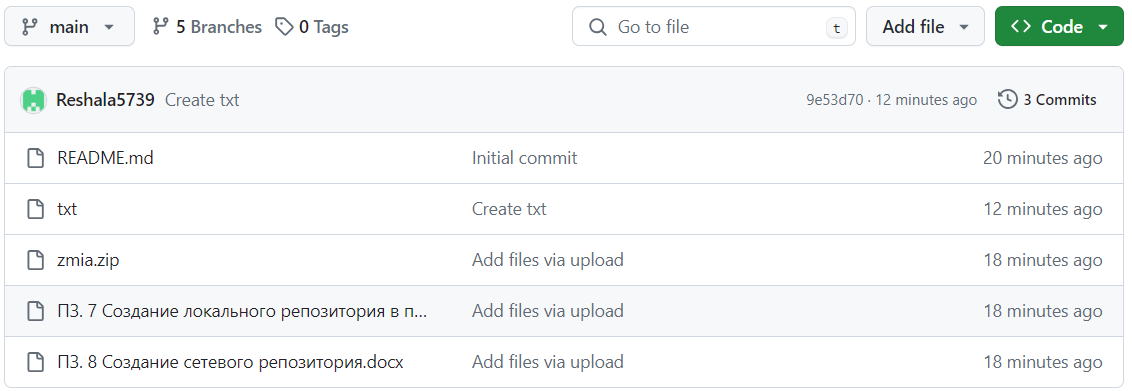 main 5 Branches 0 Tags Go to file t Add file Code
Reshala5739 Create txt 9e53d70 · 12 minutes ago 3 Commits
README.md Initial commit 20 minutes ago
txt Create txt 12 minutes ago
zmia.zip Add files via upload 18 minutes ago
ПЗ. 7 Создание локального репозитория в п... Add files via upload 18 minutes ago
ПЗ. 8 Создание сетевого репозитория.docx Add files via upload 18 minutes ago